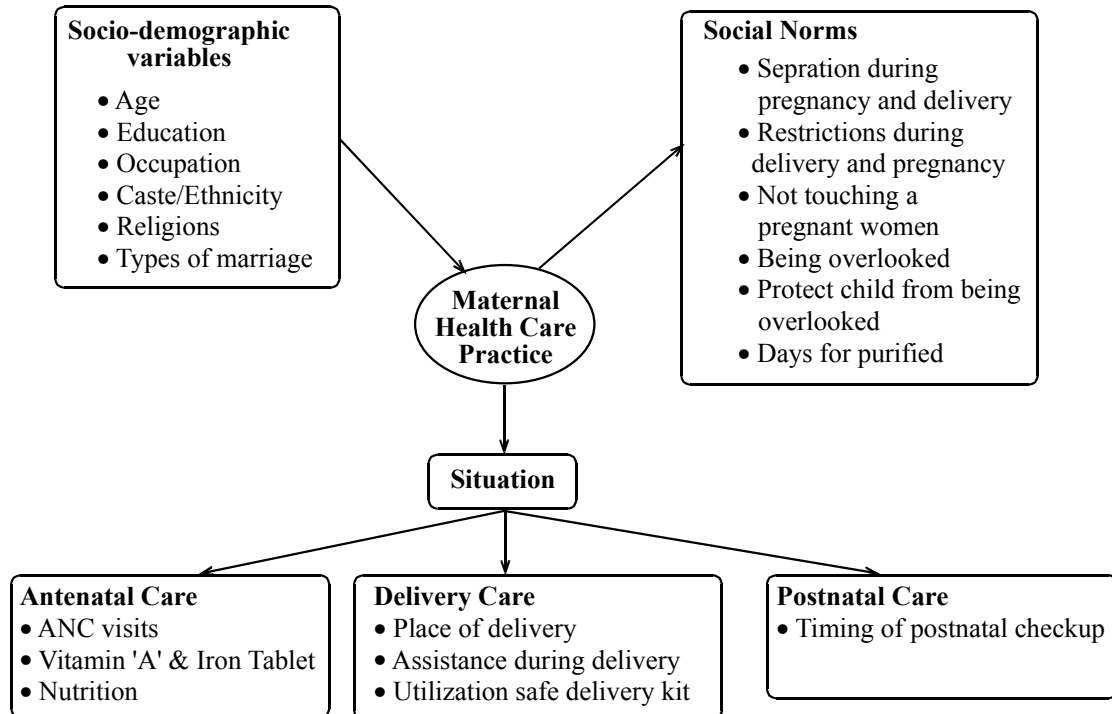 Socio-demographic
variables
• Age
• Education
• Occupation
• Caste/Ethnicity
• Religions
• Types of marriage
Social Norms
• Sepration during
pregnancy and delivery
• Restrictions during
delivery and pregnancy
• Not touching a
pregnant women
• Being overlooked
• Protect child from being
overlooked
• Days for purified
Maternal
Health Care
Practice
Situation
Antenatal Care
• ANC visits
• Vitamin 'A' & Iron Tablet
• Nutrition
Delivery Care
• Place of delivery
• Assistance during delivery
• Utilization safe delivery kit
Postnatal Care
• Timing of postnatal checkup